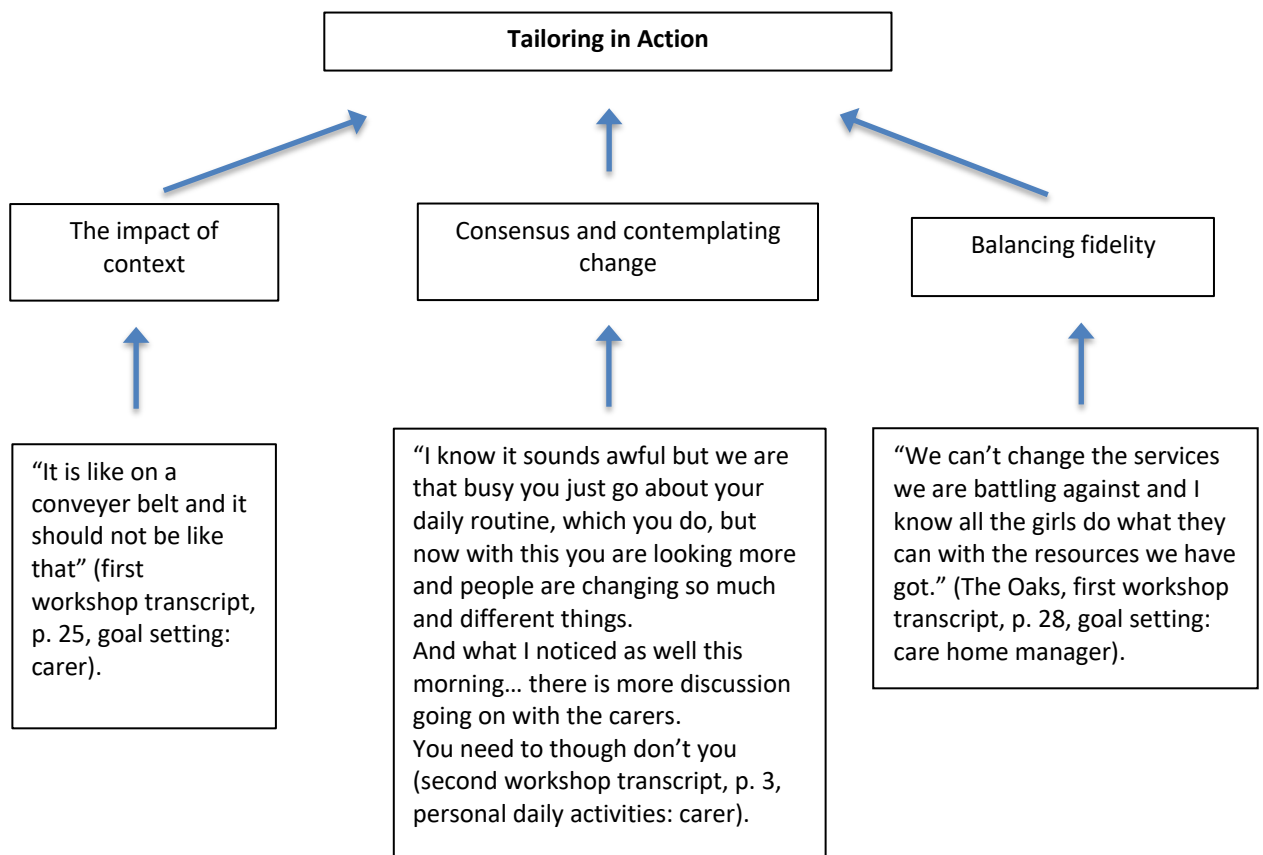 Tailoring in Action
The impact of
context
Consensus and contemplating
change
Balancing fidelity
“It is like on a
conveyer belt and it
should not be like
that” (first
workshop transcript,
p. 25, goal setting:
carer).
“I know it sounds awful but we are
that busy you just go about your
daily routine, which you do, but
now with this you are looking more
and people are changing so much
and different things.
And what I noticed as well this
morning… there is more discussion
going on with the carers.
You need to though don’t you
(second workshop transcript, p. 3,
personal daily activities: carer).
“We can’t change the services
we are battling against and I
know all the girls do what they
can with the resources we have
got.” (The Oaks, first workshop
transcript, p. 28, goal setting:
care home manager).